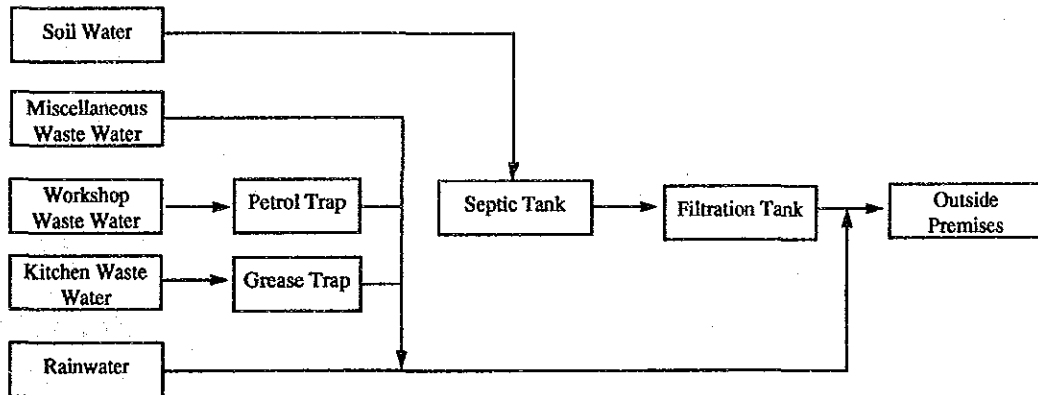 Soil Water
Miscellaneous
Waste Water
Workshop
Waste Water
Petrol Trap
Septic Tank
Filtration Tank
Outside
Premises
Kitchen Waste
Water
Grease Trap
Rainwater